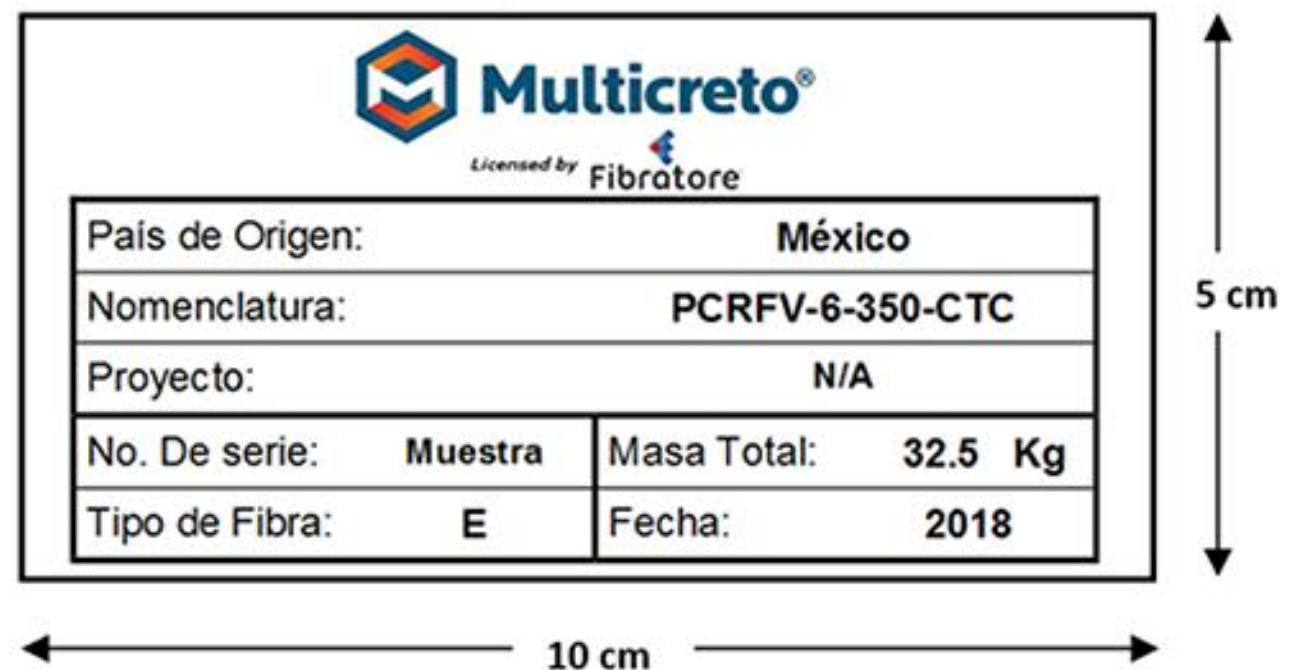 Multicreto®
Licensed by Fibratore
País de Origen: México
Nomenclatura: PCRFV-6-350-CTC
Proyecto: N/A
No. De serie: Muestra Masa Total: 32.5 Kg
Tipo de Fibra: E Fecha: 2018
5 cm
10 cm